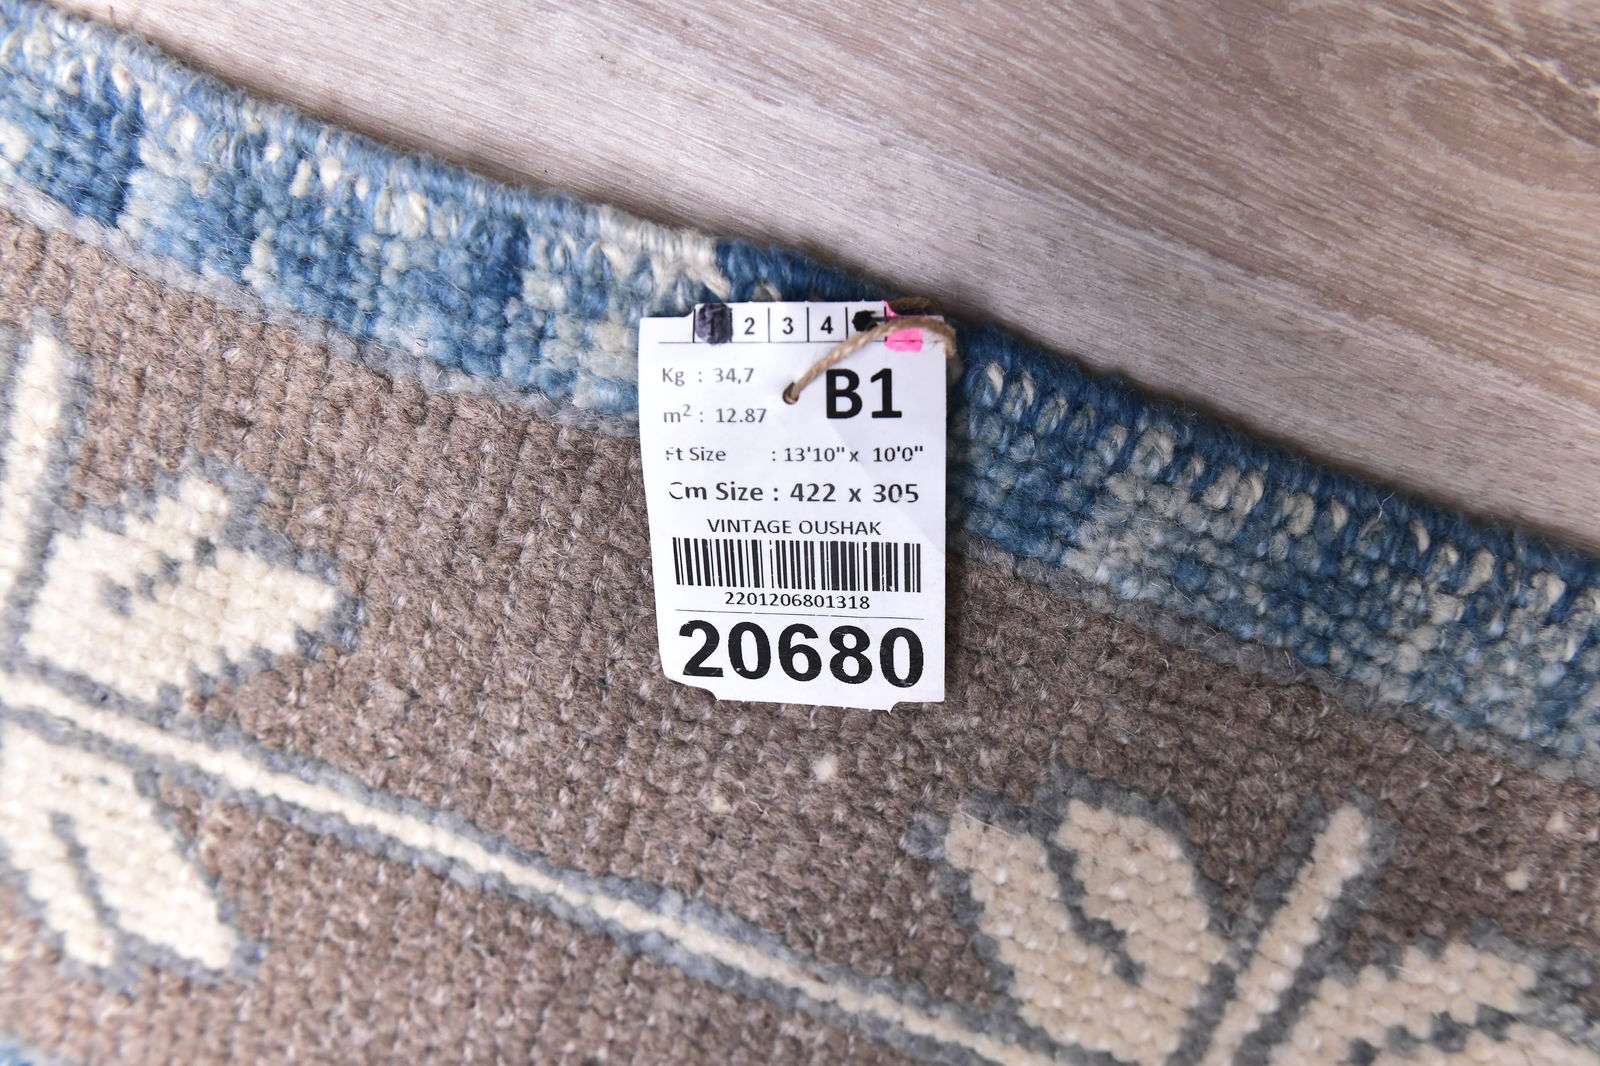 1 2 3 4
Kg : 34,7
B1
m² : 12.87
Ft Size : 13'10" x 10'0"
Cm Size : 422 x 305
VINTAGE OUSHAK
2201206801318
20680